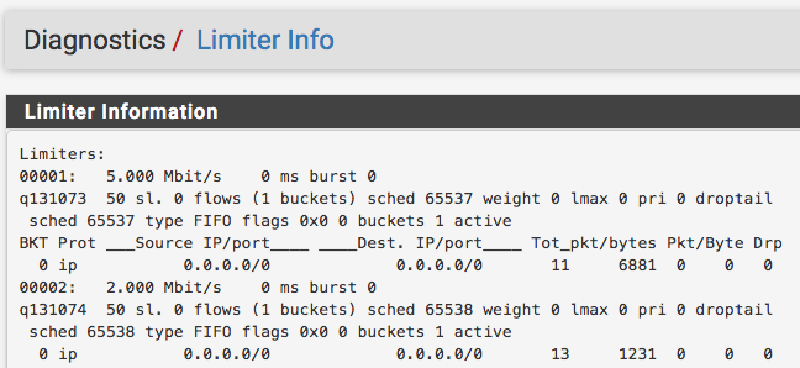 Diagnostics / Limiter Info
Limiter Information
Limiters:
00001:   5.000 Mbit/s    0 ms burst 0
q131073  50 sl. 0 flows (1 buckets) sched 65537 weight 0 lmax 0 pri 0 droptail
 sched 65537 type FIFO flags 0x0 0 buckets 1 active
BKT Prot ___Source IP/port____ ____Dest. IP/port____ Tot_pkt/bytes Pkt/Byte Drp
  0 ip           0.0.0.0/0             0.0.0.0/0       11     6881  0    0   0
00002:   2.000 Mbit/s    0 ms burst 0
q131074  50 sl. 0 flows (1 buckets) sched 65538 weight 0 lmax 0 pri 0 droptail
 sched 65538 type FIFO flags 0x0 0 buckets 1 active
  0 ip           0.0.0.0/0             0.0.0.0/0       13     1231  0    0   0